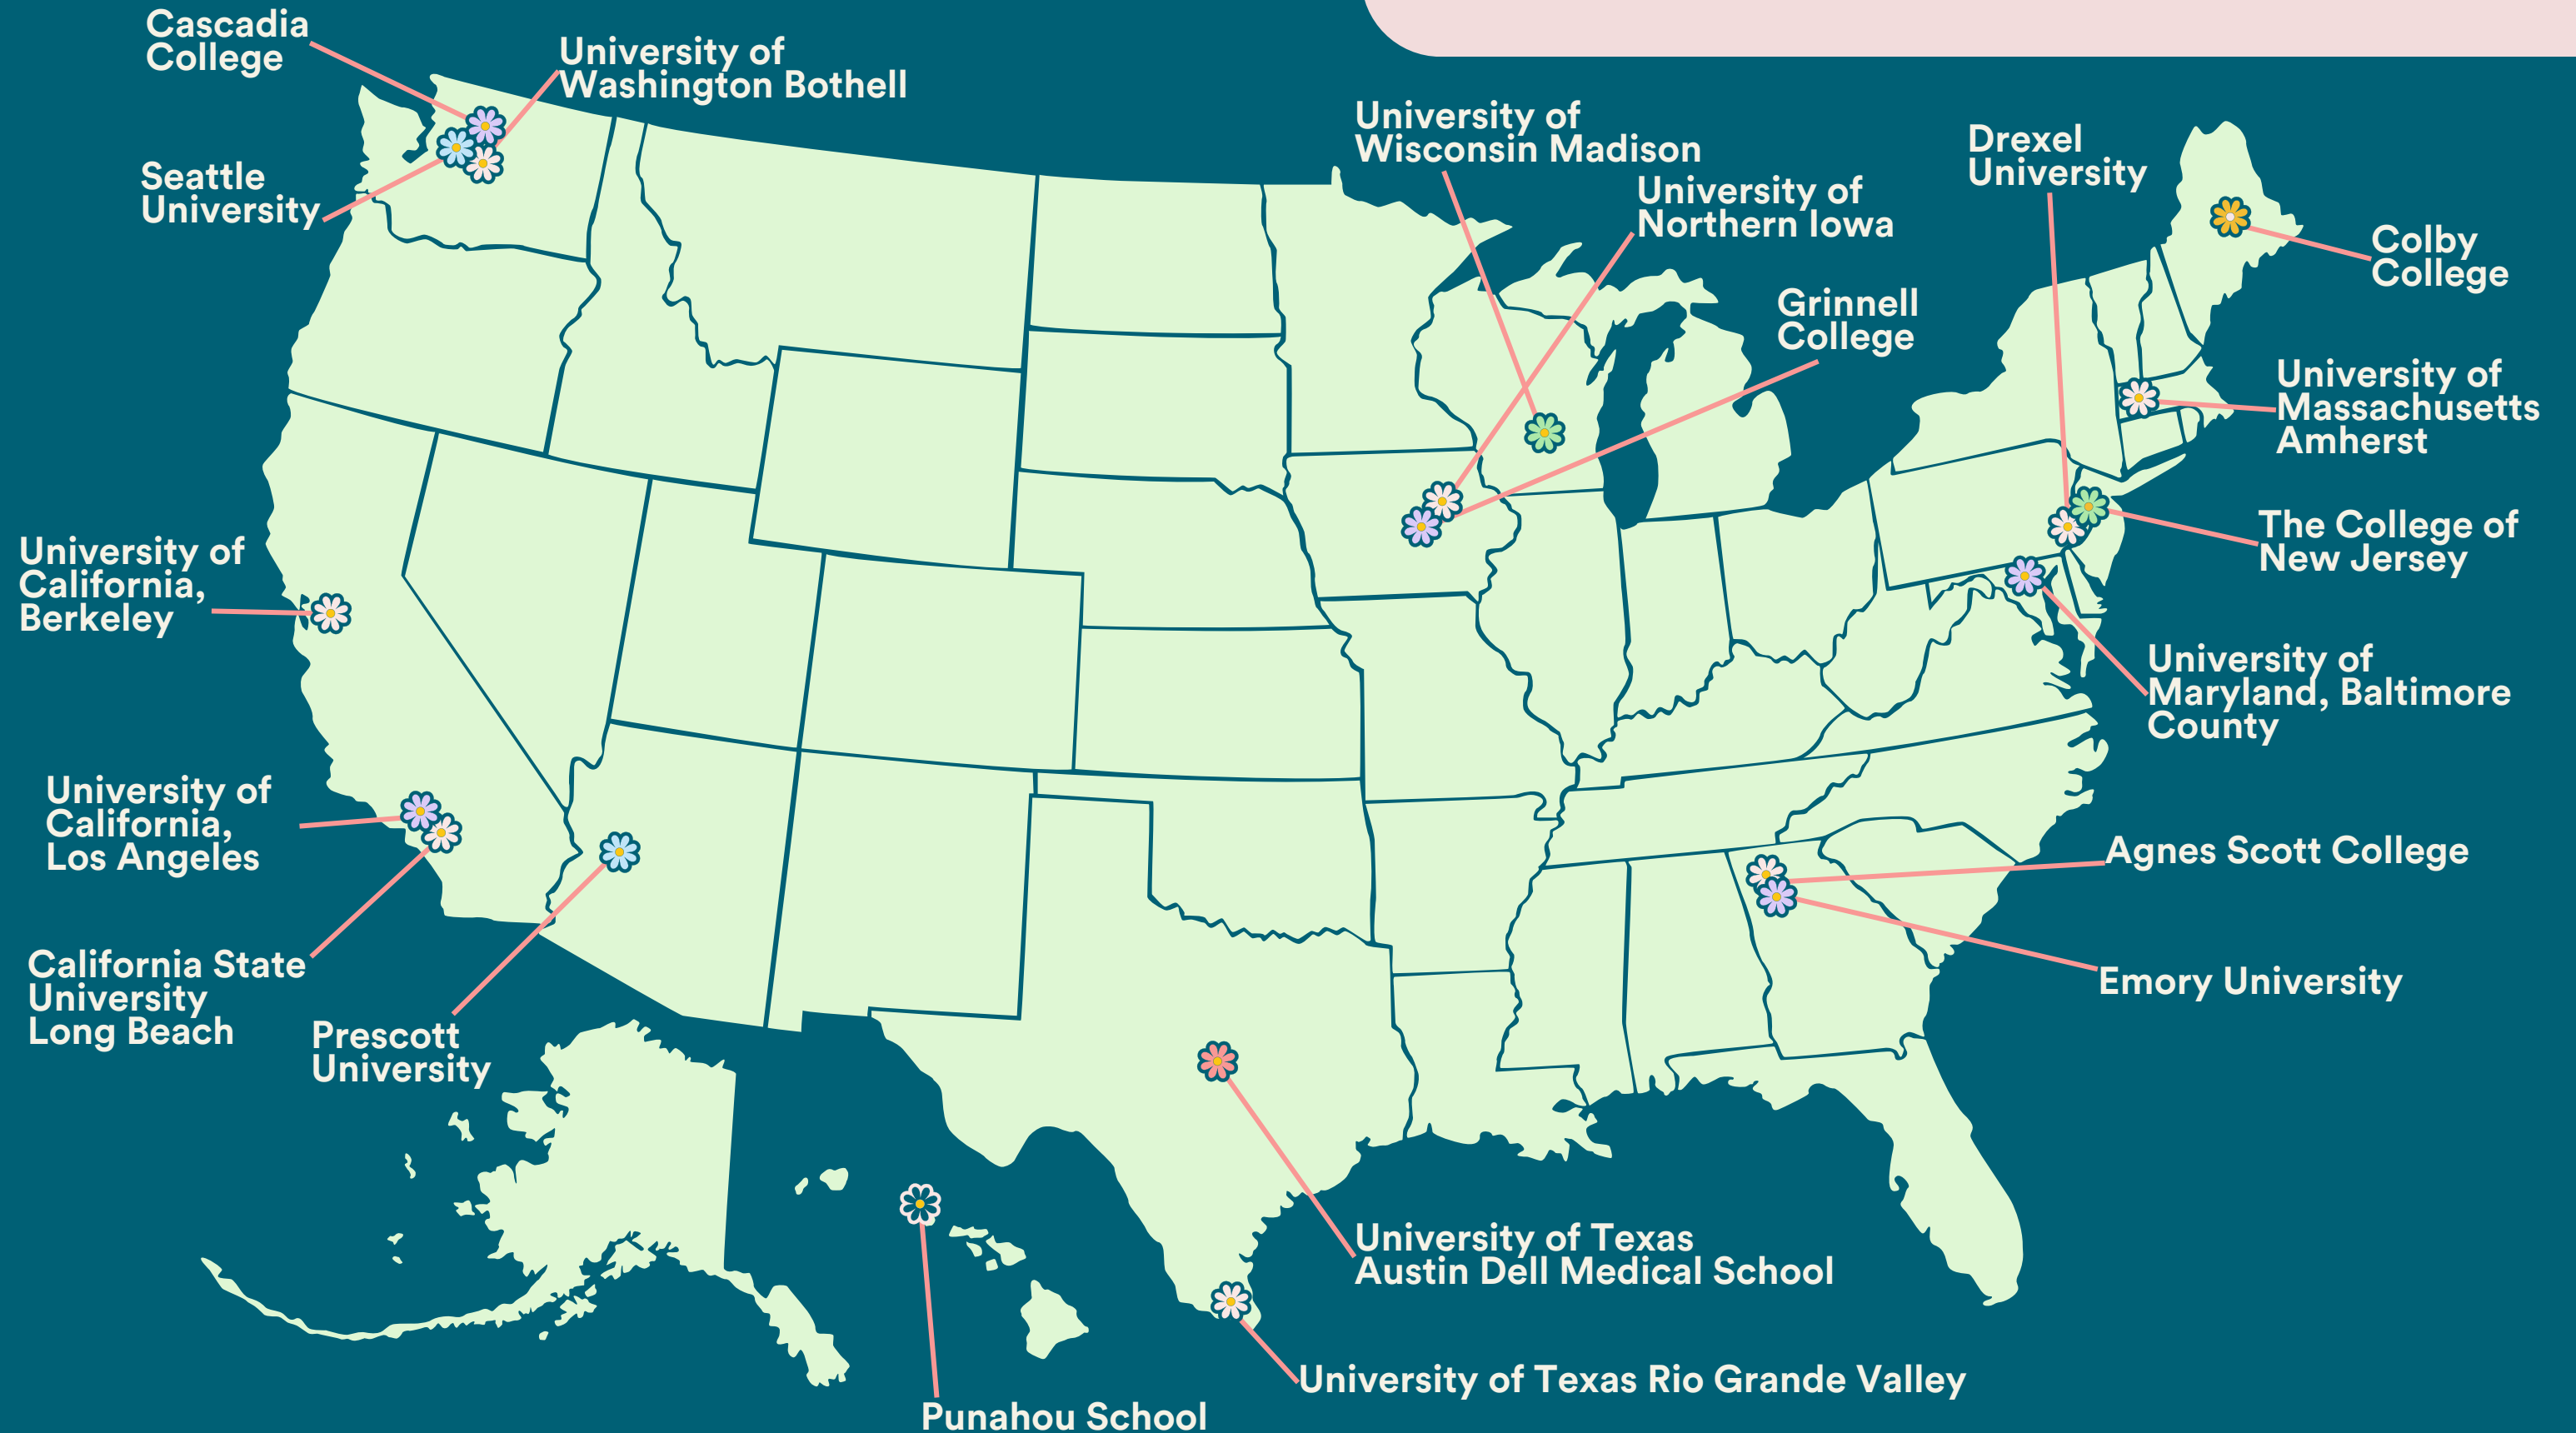 Cascadia
College
University of
Washington Bothell
Seattle
University
University of
Wisconsin Madison
University of
Northern Iowa
Grinnell
College
Drexel
University
Colby
College
University of
Massachusetts
Amherst
The College of
New Jersey
University of
Maryland, Baltimore
County
University of
California,
Berkeley
University of
California,
Los Angeles
California State
University
Long Beach
Prescott
University
Agnes Scott College
Emory University
University of Texas
Austin Dell Medical School
University of Texas Rio Grande Valley
Punahou School